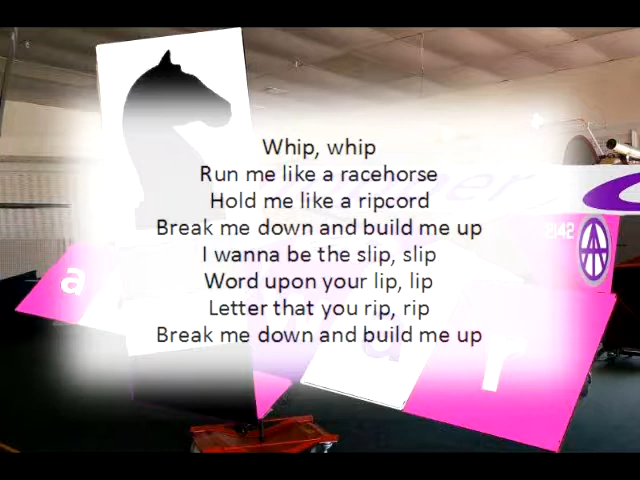 Whip, whip
Run me like a racehorse
Hold me like a ripcord
Break me down and build me up
I wanna be the slip, slip
Word upon your lip, lip
Letter that you rip, rip
Break me down and build me up
2142
a
r